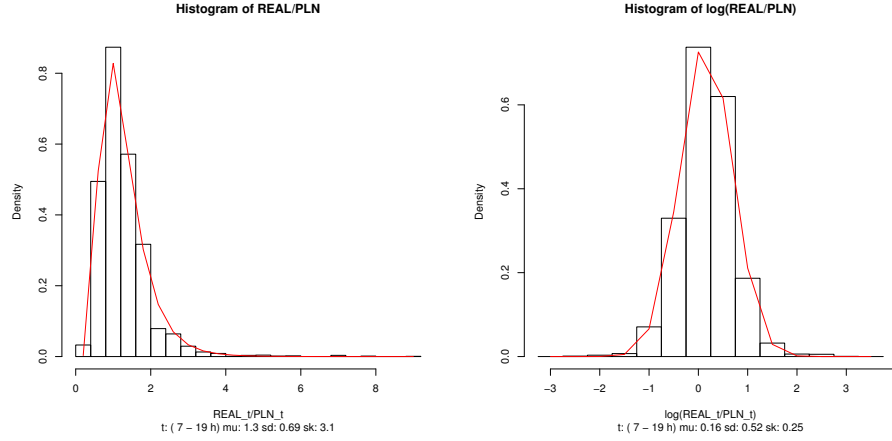 Histogram of REAL/PLN
Density
0.0
0.2
0.4
0.6
0.8
0
2
4
6
8
REAL_t/PLN_t
t: ( 7 − 19 h) mu: 1.3 sd: 0.69 sk: 3.1
Histogram of log(REAL/PLN)
Density
0.0
0.2
0.4
0.6
−3
−2
−1
0
1
2
3
log(REAL_t/PLN_t)
t: ( 7 − 19 h) mu: 0.16 sd: 0.52 sk: 0.25